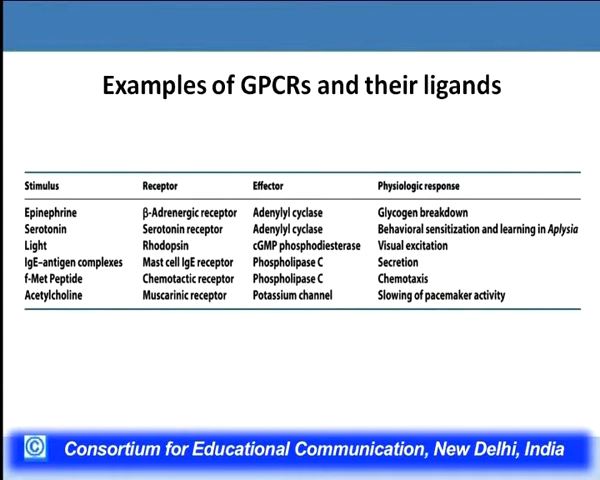 Examples of GPCRs and their ligands
Stimulus Receptor Effector Physiologic response
Epinephrine β-Adrenergic receptor Adenylyl cyclase Glycogen breakdown
Serotonin Serotonin receptor Adenylyl cyclase Behavioral sensitization and learning in Aplysia
Light Rhodopsin cGMP phosphodiesterase Visual excitation
IgE–antigen complexes Mast cell IgE receptor Phospholipase C Secretion
f-Met Peptide Chemotactic receptor Phospholipase C Chemotaxis
Acetylcholine Muscarinic receptor Potassium channel Slowing of pacemaker activity
© Consortium for Educational Communication, New Delhi, India